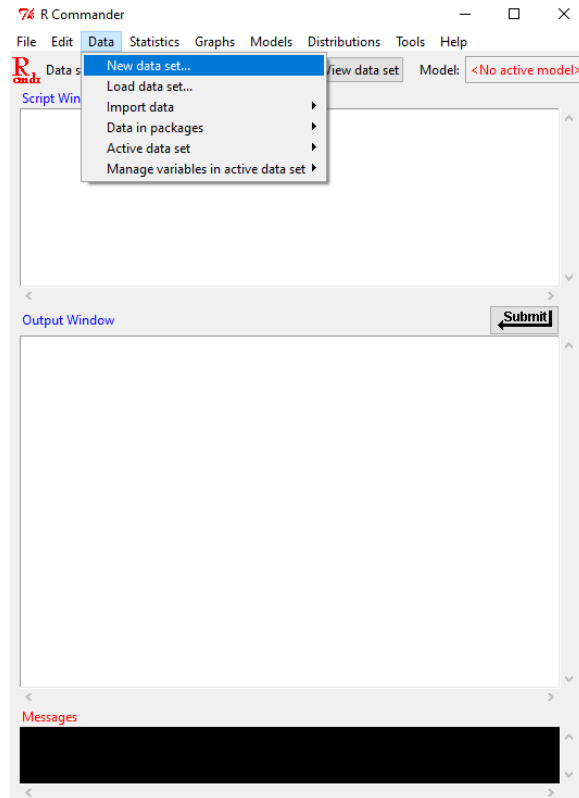 R Commander
File Edit Data Statistics Graphs Models Distributions Tools Help
R cmdr Data s View data set Model: <No active model>
New data set...
Load data set...
Script Win
Import data
Data in packages
Active data set
Manage variables in active data set
Output Window Submit
Messages